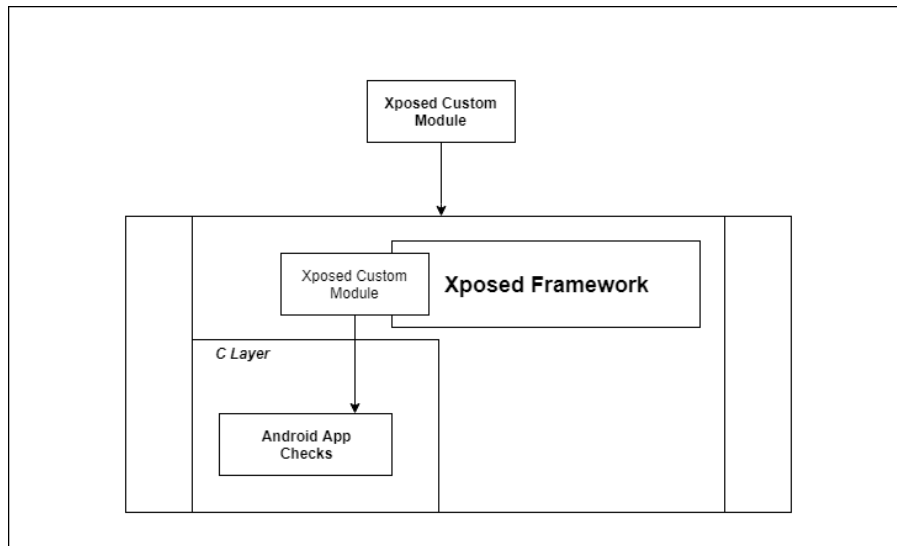 Xposed Custom
Module
Xposed Custom
Module
Xposed Framework
C Layer
Android App
Checks